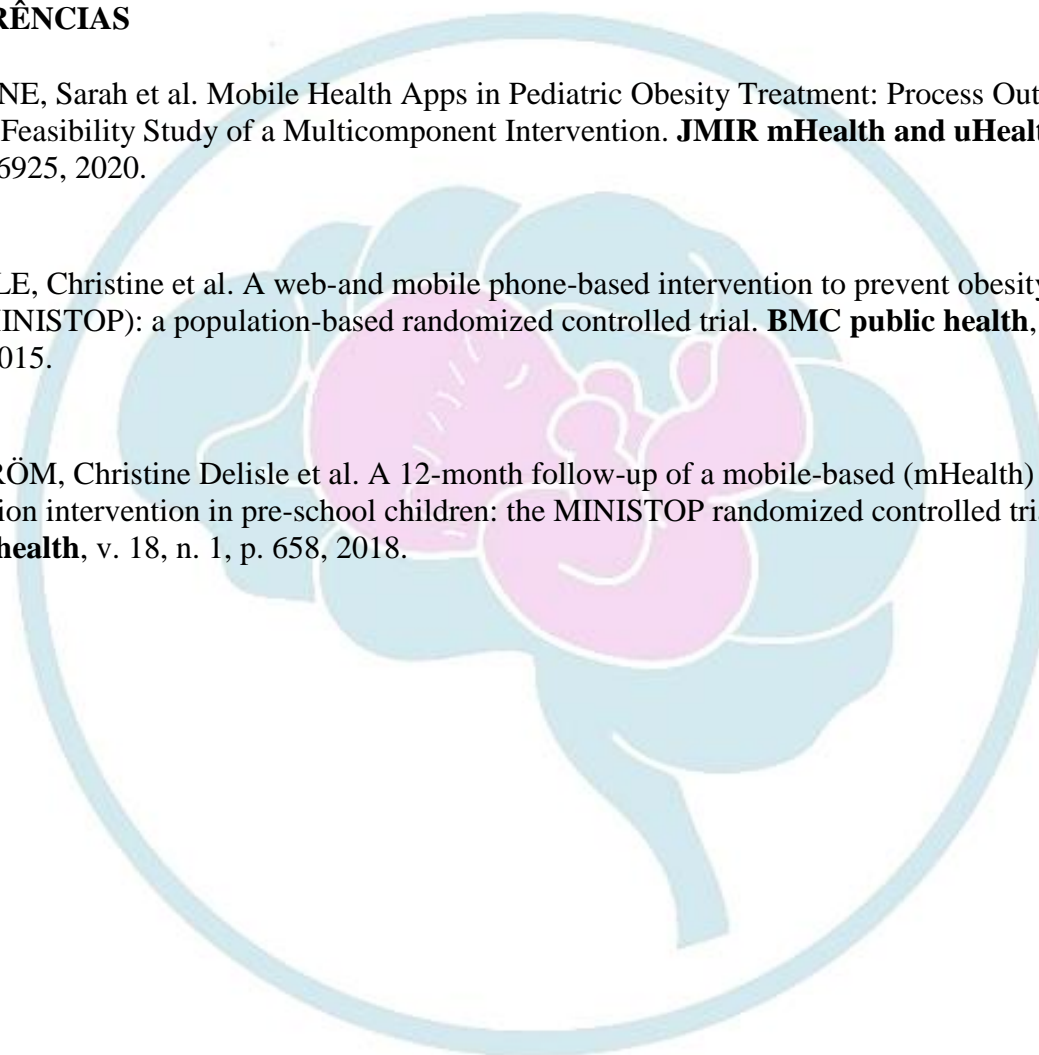 RÊNCIAS
NE, Sarah et al. Mobile Health Apps in Pediatric Obesity Treatment: Process Out
Feasibility Study of a Multicomponent Intervention. JMIR mHealth and uHealt
6925, 2020.
LE, Christine et al. A web-and mobile phone-based intervention to prevent obesity
INISTOP): a population-based randomized controlled trial. BMC public health,
015.
RÖM, Christine Delisle et al. A 12-month follow-up of a mobile-based (mHealth)
ion intervention in pre-school children: the MINISTOP randomized controlled tria
health, v. 18, n. 1, p. 658, 2018.